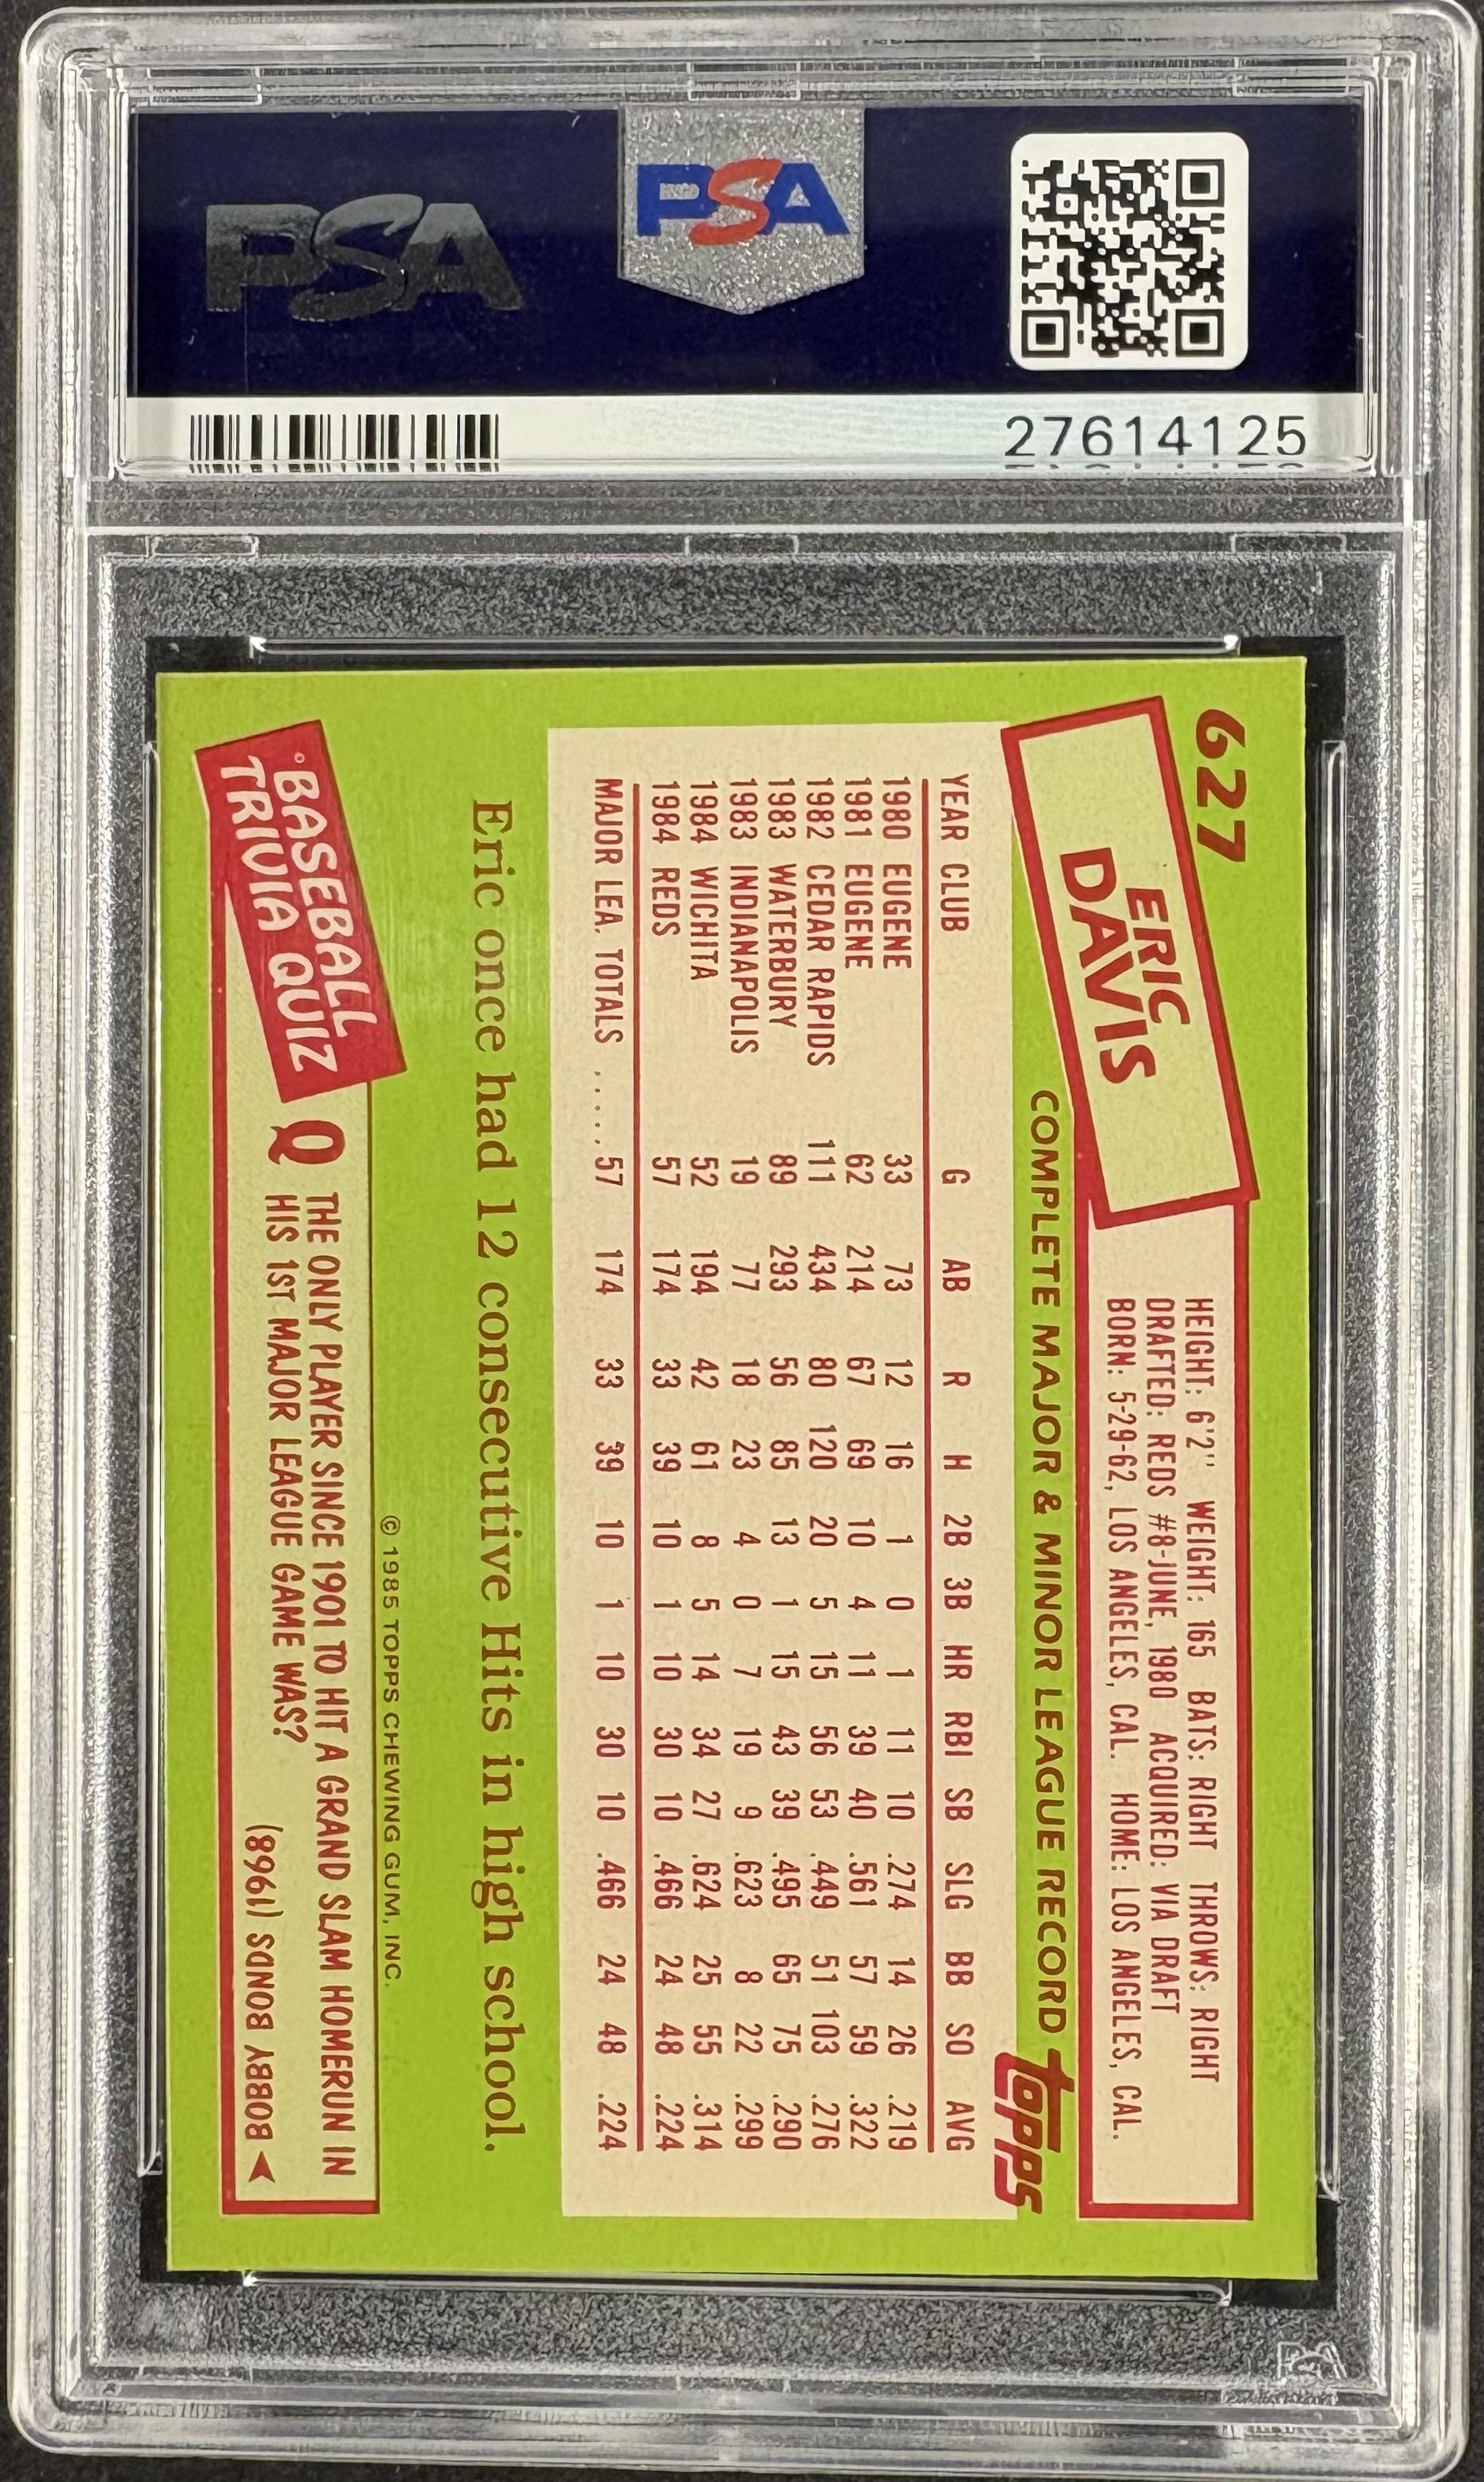 PSA
PSA
27614125
627
ERIC
DAVIS
HEIGHT: 6'2" WEIGHT: 165 BATS: RIGHT THROWS: RIGHT
DRAFTED: REDS #8-JUNE, 1980 ACQUIRED: VIA DRAFT
BORN: 5-29-62, LOS ANGELES, CAL. HOME: LOS ANGELES, CAL.
COMPLETE MAJOR & MINOR LEAGUE RECORD
topps
YEAR CLUB G AB R H 2B 3B HR RBI SB SLG BB SO AVG
1980 EUGENE 33 73 12 16 1 0 1 11 10 .274 14 26 .219
1981 EUGENE 62 214 67 69 10 4 11 39 40 .561 57 59 .322
1982 CEDAR RAPIDS 111 434 80 120 20 5 15 56 53 .449 51 103 .276
1983 WATERBURY 89 293 56 85 13 1 15 43 39 .495 65 75 .290
1983 INDIANAPOLIS 19 77 18 23 4 0 7 19 9 .623 8 22 .299
1984 WICHITA 52 194 42 61 8 5 14 34 27 .624 25 55 .314
1984 REDS 57 174 33 39 10 1 10 30 10 .466 24 48 .224
MAJOR LEA. TOTALS ..... 57 174 33 39 10 1 10 30 10 .466 24 48 .224
Eric once had 12 consecutive Hits in high school.
© 1985 TOPPS CHEWING GUM, INC.
BASEBALL
TRIVIA QUIZ
Q THE ONLY PLAYER SINCE 1901 TO HIT A GRAND SLAM HOMERUN IN
HIS 1ST MAJOR LEAGUE GAME WAS?
BOBBY BONDS (1968)
PSA